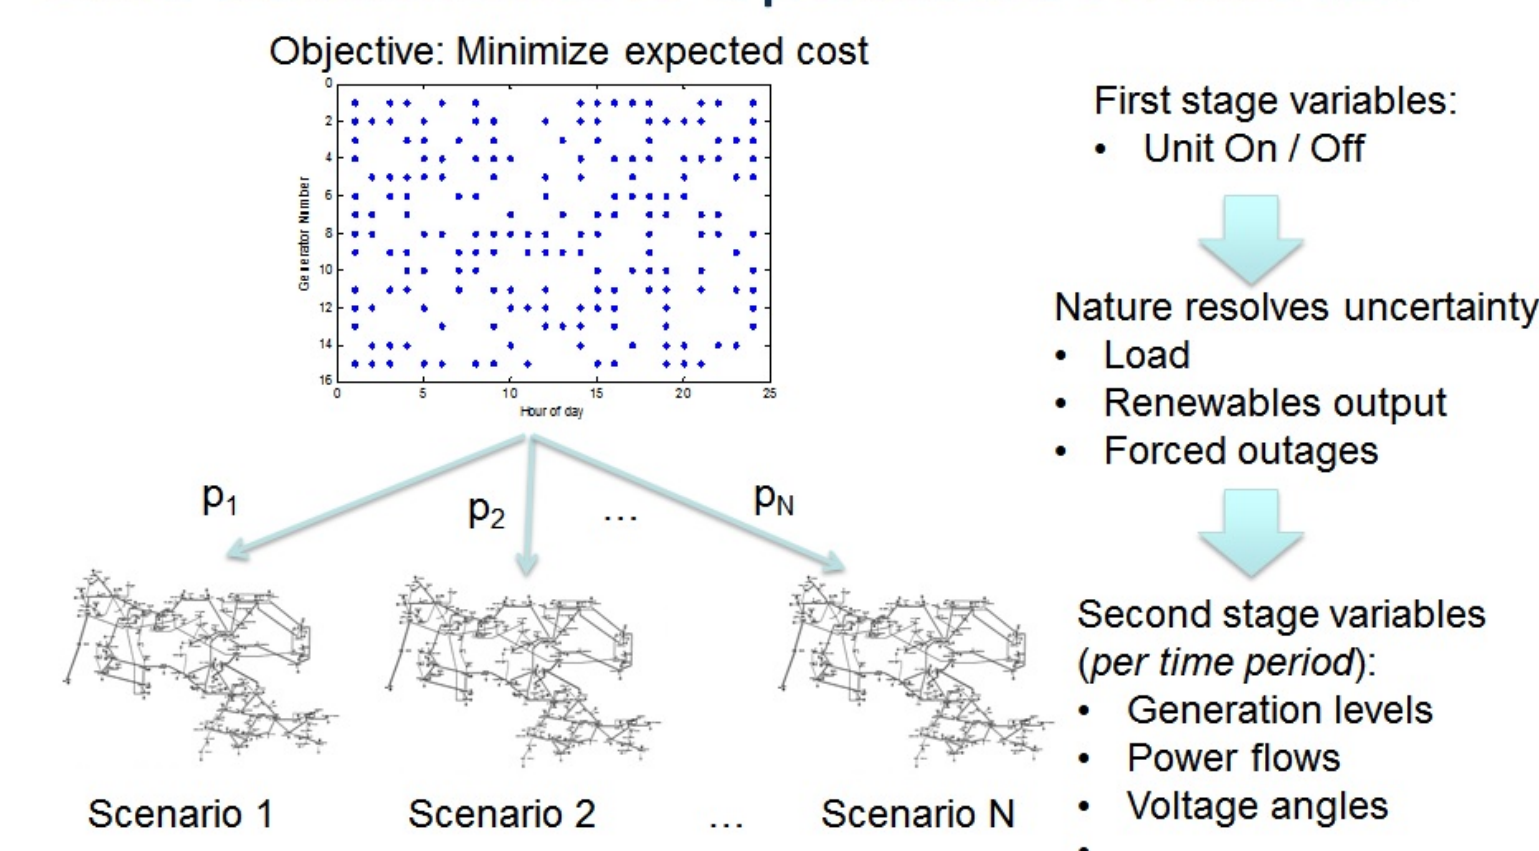 Objective: Minimize expected cost
0
2
4
6
8
10
12
14
16
Generator Number
0 5 10 15 20 25
Hour of day
p1
p2
...
pN
Scenario 1
Scenario 2
...
Scenario N
First stage variables:
• Unit On / Off
Nature resolves uncertainty
• Load
• Renewables output
• Forced outages
Second stage variables
(per time period):
• Generation levels
• Power flows
• Voltage angles
•